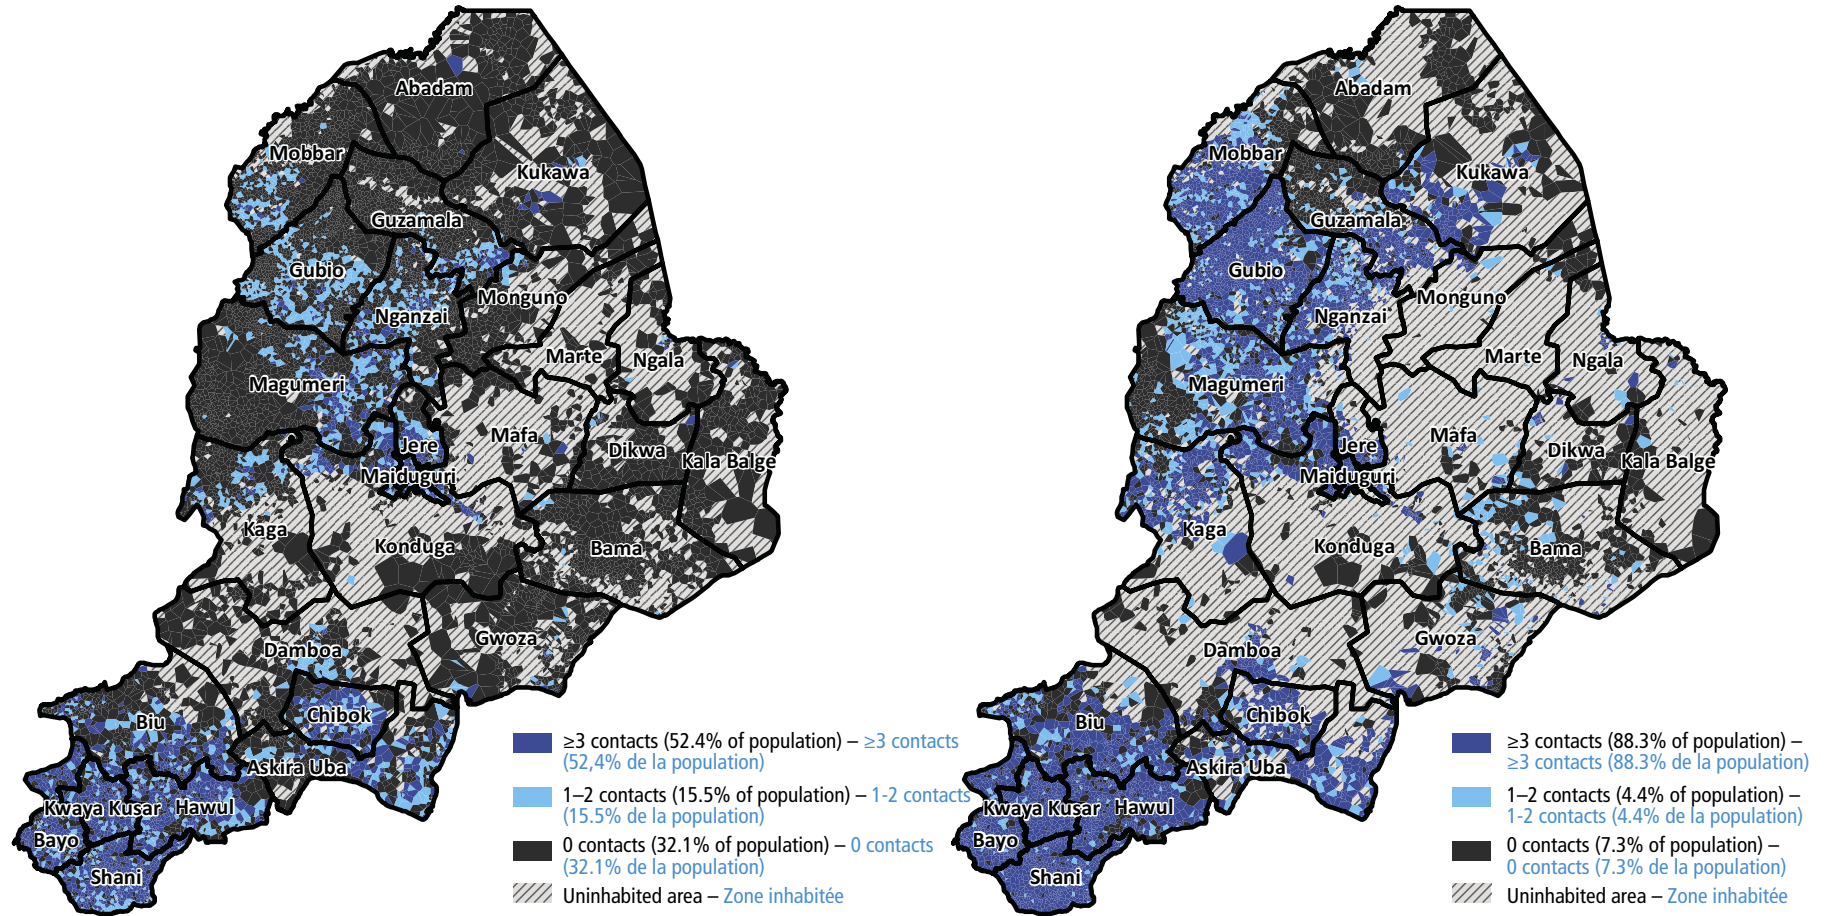 Abadam
Mobbar
Kukawa
Guzamala
Gubio
Monguno
Nganzai
Marte
Ngala
Magumeri
Mafa
Jere
Dikwa
Kala Balge
Maiduguri
Kaga
Konduga
Bama
Gwoza
Damboa
Chibok
Biu
Askira Uba
Kwaya Kusar
Hawul
Bayo
Shani
≥3 contacts (52.4% of population) – ≥3 contacts
(52,4% de la population)
1–2 contacts (15.5% of population) – 1-2 contacts
(15.5% de la population)
0 contacts (32.1% of population) – 0 contacts
(32.1% de la population)
Uninhabited area – Zone inhabitée
Abadam
Mobbar
Kukawa
Guzamala
Gubio
Monguno
Nganzai
Marte
Ngala
Magumeri
Mafa
Jere
Dikwa
Kala Balge
Maiduguri
Kaga
Konduga
Bama
Gwoza
Damboa
Chibok
Biu
Askira Uba
Kwaya Kusar
Hawul
Bayo
Shani
≥3 contacts (88.3% of population) –
≥3 contacts (88.3% de la population)
1–2 contacts (4.4% of population) –
1-2 contacts (4.4% de la population)
0 contacts (7.3% of population) –
0 contacts (7.3% de la population)
Uninhabited area – Zone inhabitée